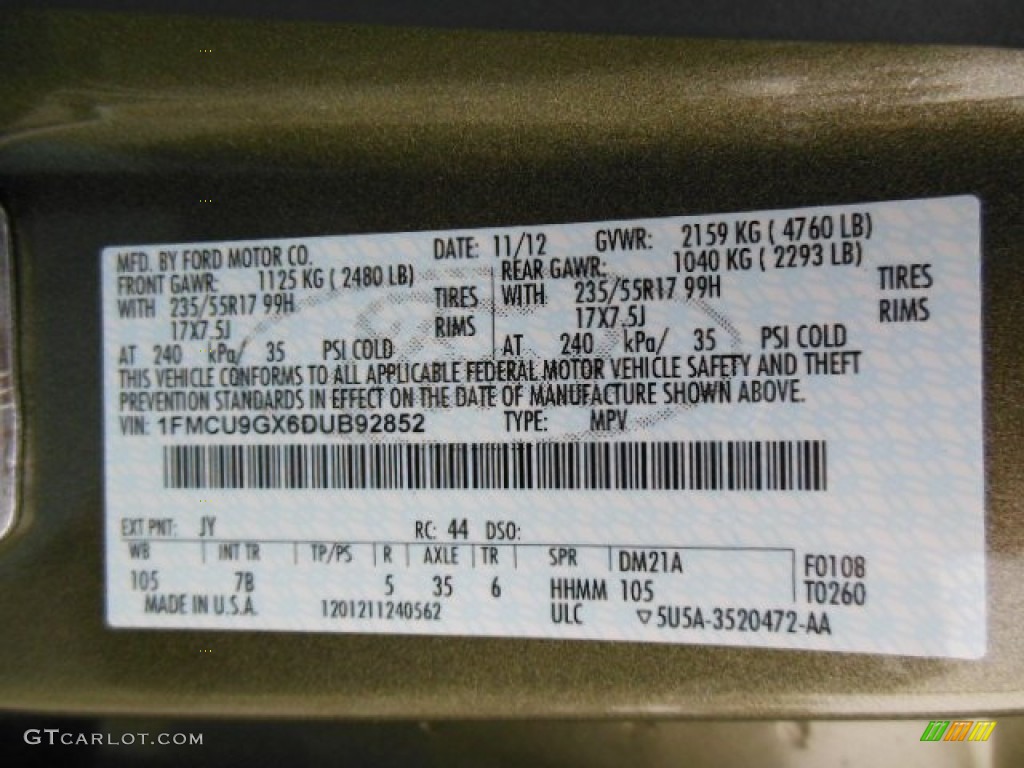 MFD. BY FORD MOTOR CO. DATE: 11/12 GVWR: 2159 KG ( 4760 LB)
FRONT GAWR: 1125 KG ( 2480 LB) REAR GAWR: 1040 KG ( 2293 LB)
WITH 235/55R17 99H TIRES WITH 235/55R17 99H TIRES
17X7.5J RIMS 17X7.5J RIMS
AT 240 kPa/ 35 PSI COLD AT 240 kPa/ 35 PSI COLD
THIS VEHICLE CONFORMS TO ALL APPLICABLE FEDERAL MOTOR VEHICLE SAFETY AND THEFT
PREVENTION STANDARDS IN EFFECT ON THE DATE OF MANUFACTURE SHOWN ABOVE.
VIN: 1FMCU9GX6DUB92852 TYPE: MPV
EXT PNT: JY RC: 44 DSO:
WB INT TR TP/PS R AXLE TR SPR DM21A F0108
105 7B 5 35 6 HHMM 105 T0260
MADE IN U.S.A. 1201211240562 ULC ▽5U5A-3520472-AA
GTCARLOT.COM